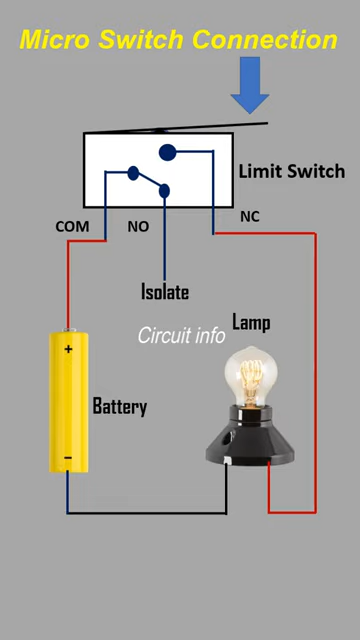 Micro Switch Connection
Limit Switch
COM
NO
NC
Isolate
Circuit info
Lamp
+
Battery
–